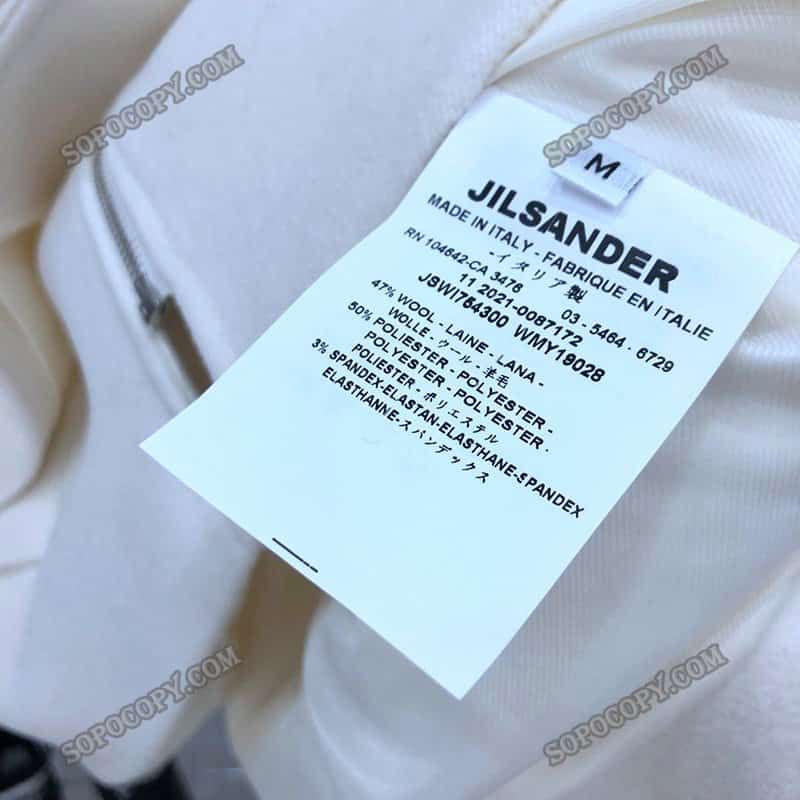 SOPOCOPY.COM
SOPOCOPY.COM
M
JILSANDER
MADE IN ITALY - FABRIQUE EN ITALIE
-イタリア製
RN 104642-CA 3476 03-5464.6729
11 2021-0087172
JSWI754300 WMY19028
47% WOOL - LAINE - LANA -
WOLLE - ウール - 羊毛
50% POLIESTER - POLYESTER -
POLYESTER - POLYESTER .
POLIESTER - ポリエステル
3% SPANDEX-ELASTAN-ELASTHANE-SPANDEX
ELASTHANNE-スパンデックス
SOPOCOPY.COM
SOPOCOPY.COM